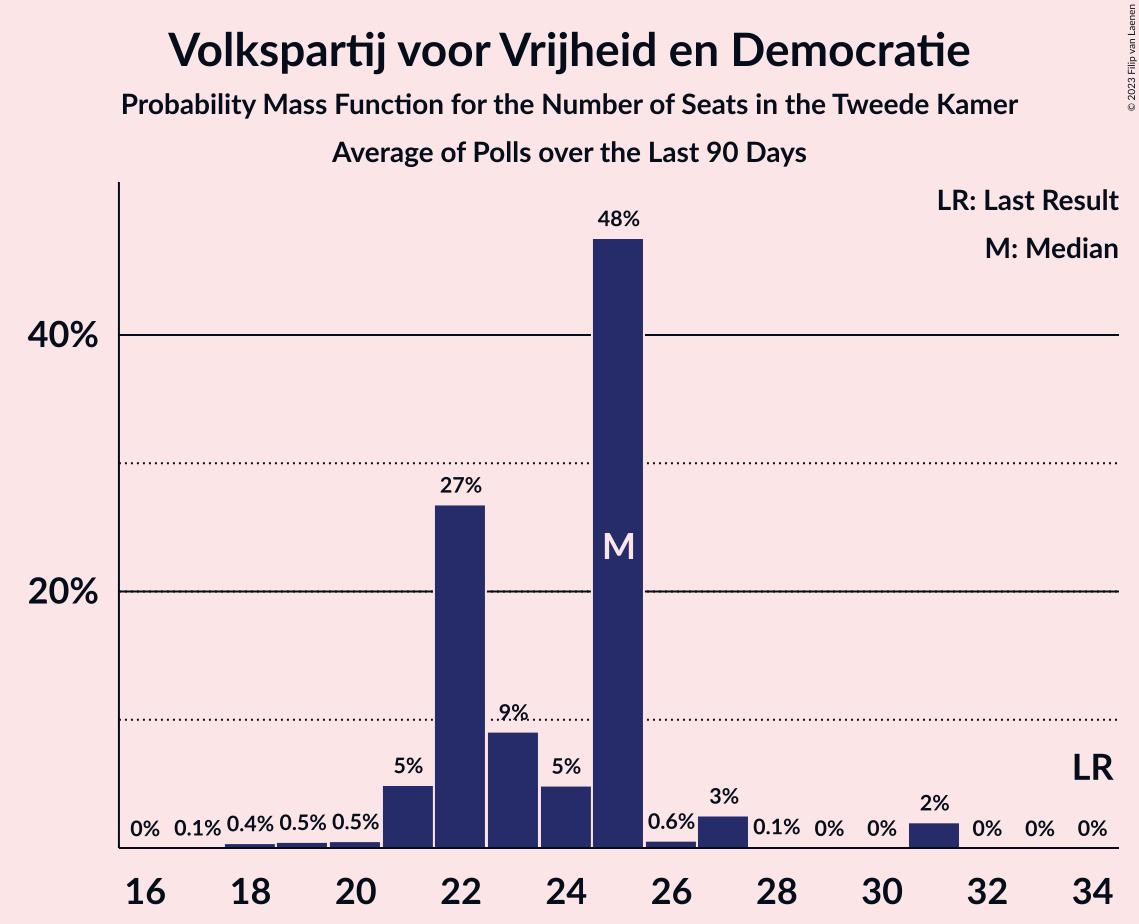 Volkspartij voor Vrijheid en Democratie
Probability Mass Function for the Number of Seats in the Tweede Kamer
Average of Polls over the Last 90 Days
© 2023 Filip van Laenen
LR: Last Result
M: Median
48%
40%
27%
M
20%
9%
LR
5%
5%
3%
2%
0%
0.1%
0.4%
0.5%
0.5%
0.6%
0.1%
0%
0%
0%
0%
0%
16 18 20 22 24 26 28 30 32 34